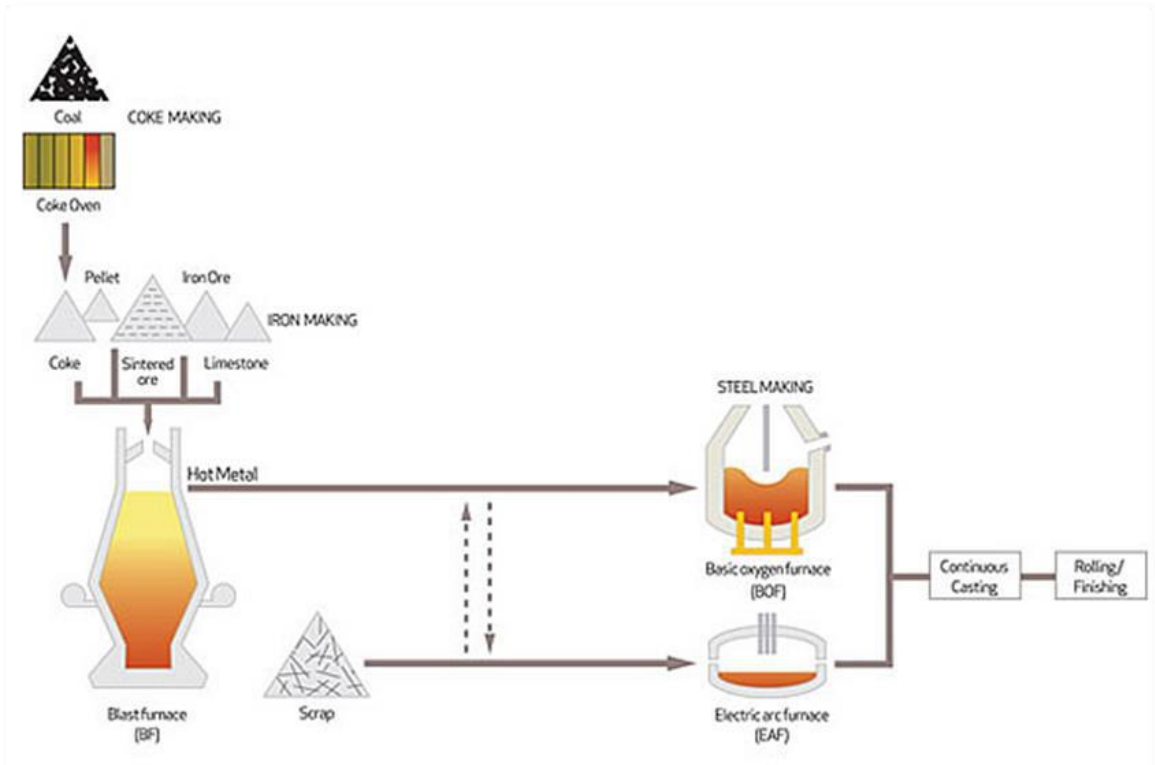 Coal
COKE MAKING
Coke Oven
Pellet
Iron Ore
IRON MAKING
Coke
Sintered
ore
Limestone
STEEL MAKING
Hot Metal
Basic oxygen furnace
(BOF)
Continuous
Casting
Rolling/
Finishing
Scrap
Blast furnace
(BF)
Electric arc furnace
(EAF)